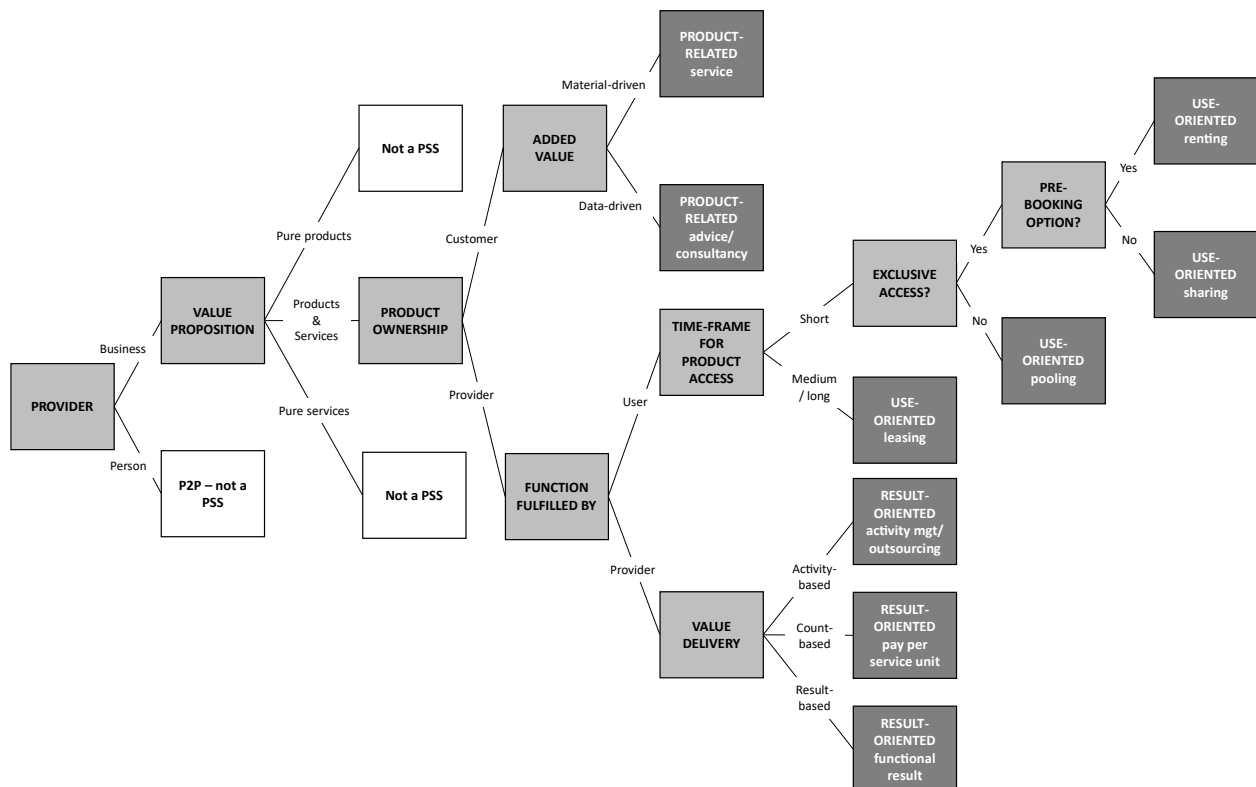 PRODUCT-
RELATED
service
Material-driven
Not a PSS
ADDED
VALUE
USE-
ORIENTED
renting
Yes
PRE-
BOOKING
OPTION?
Data-driven
PRODUCT-
RELATED
advice/
consultancy
Pure products
Customer
Yes
No
EXCLUSIVE
ACCESS?
USE-
ORIENTED
sharing
VALUE
PROPOSITION
Products
&
Services
PRODUCT
OWNERSHIP
TIME-FRAME
FOR
PRODUCT
ACCESS
Short
No
USE-
ORIENTED
pooling
Business
PROVIDER
Medium
/ long
Pure services
Provider
User
USE-
ORIENTED
leasing
Person
P2P – not a
PSS
Not a PSS
FUNCTION
FULFILLED BY
RESULT-
ORIENTED
activity mgt/
outsourcing
Provider
Activity-
based
VALUE
DELIVERY
Count-
based
RESULT-
ORIENTED
pay per
service unit
Result-
based
RESULT-
ORIENTED
functional
result